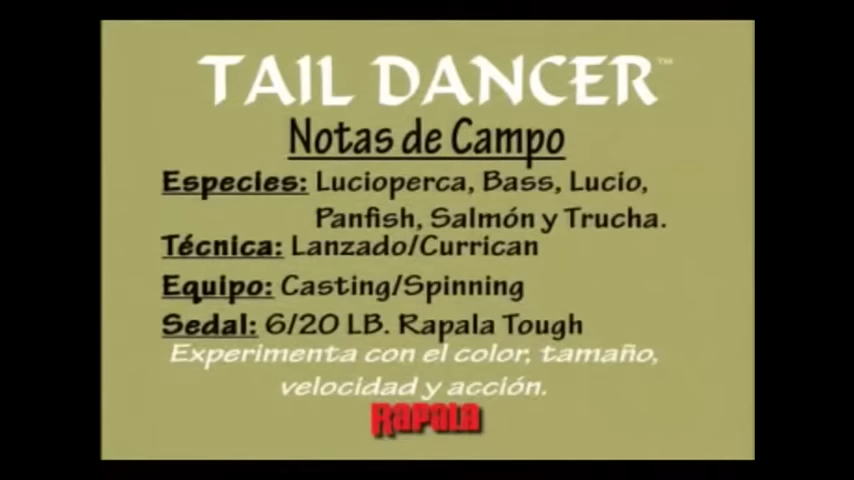 TAIL DANCER™
Notas de Campo
Especies: Lucioperca, Bass, Lucio,
Panfish, Salmón y Trucha.
Técnica: Lanzado/Currican
Equipo: Casting/Spinning
Sedal: 6/20 LB. Rapala Tough
Experimenta con el color, tamaño,
velocidad y acción.
RAPALA